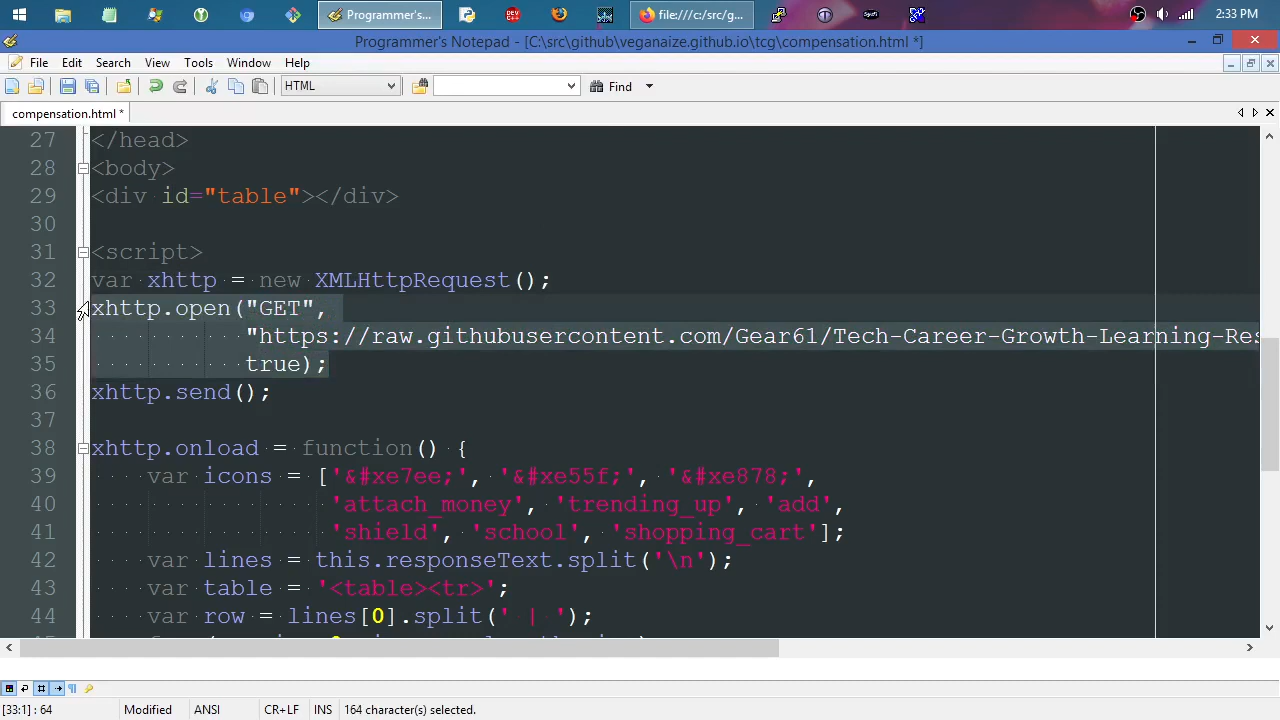 Programmer's...
file:///c:/src/g...
2:33 PM
Programmer's Notepad - [C:\src\github\veganaize.github.io\tcg\compensation.html *]
File Edit Search View Tools Window Help
HTML
Find
compensation.html *
27 </head>
28 <body>
29 <div id="table"></div>
30
31 <script>
32 var xhttp = new XMLHttpRequest();
33 xhttp.open("GET",
34 "https://raw.githubusercontent.com/Gear61/Tech-Career-Growth-Learning-Res
35 true);
36 xhttp.send();
37
38 xhttp.onload = function() {
39 var icons = ['&#xe7ee;', '&#xe55f;', '&#xe878;',
40 'attach_money', 'trending_up', 'add',
41 'shield', 'school', 'shopping_cart'];
42 var lines = this.responseText.split('\n');
43 var table = '<table><tr>';
44 var row = lines[0].split(' | ');
[33:1] : 64 Modified ANSI CR+LF INS 164 character(s) selected.